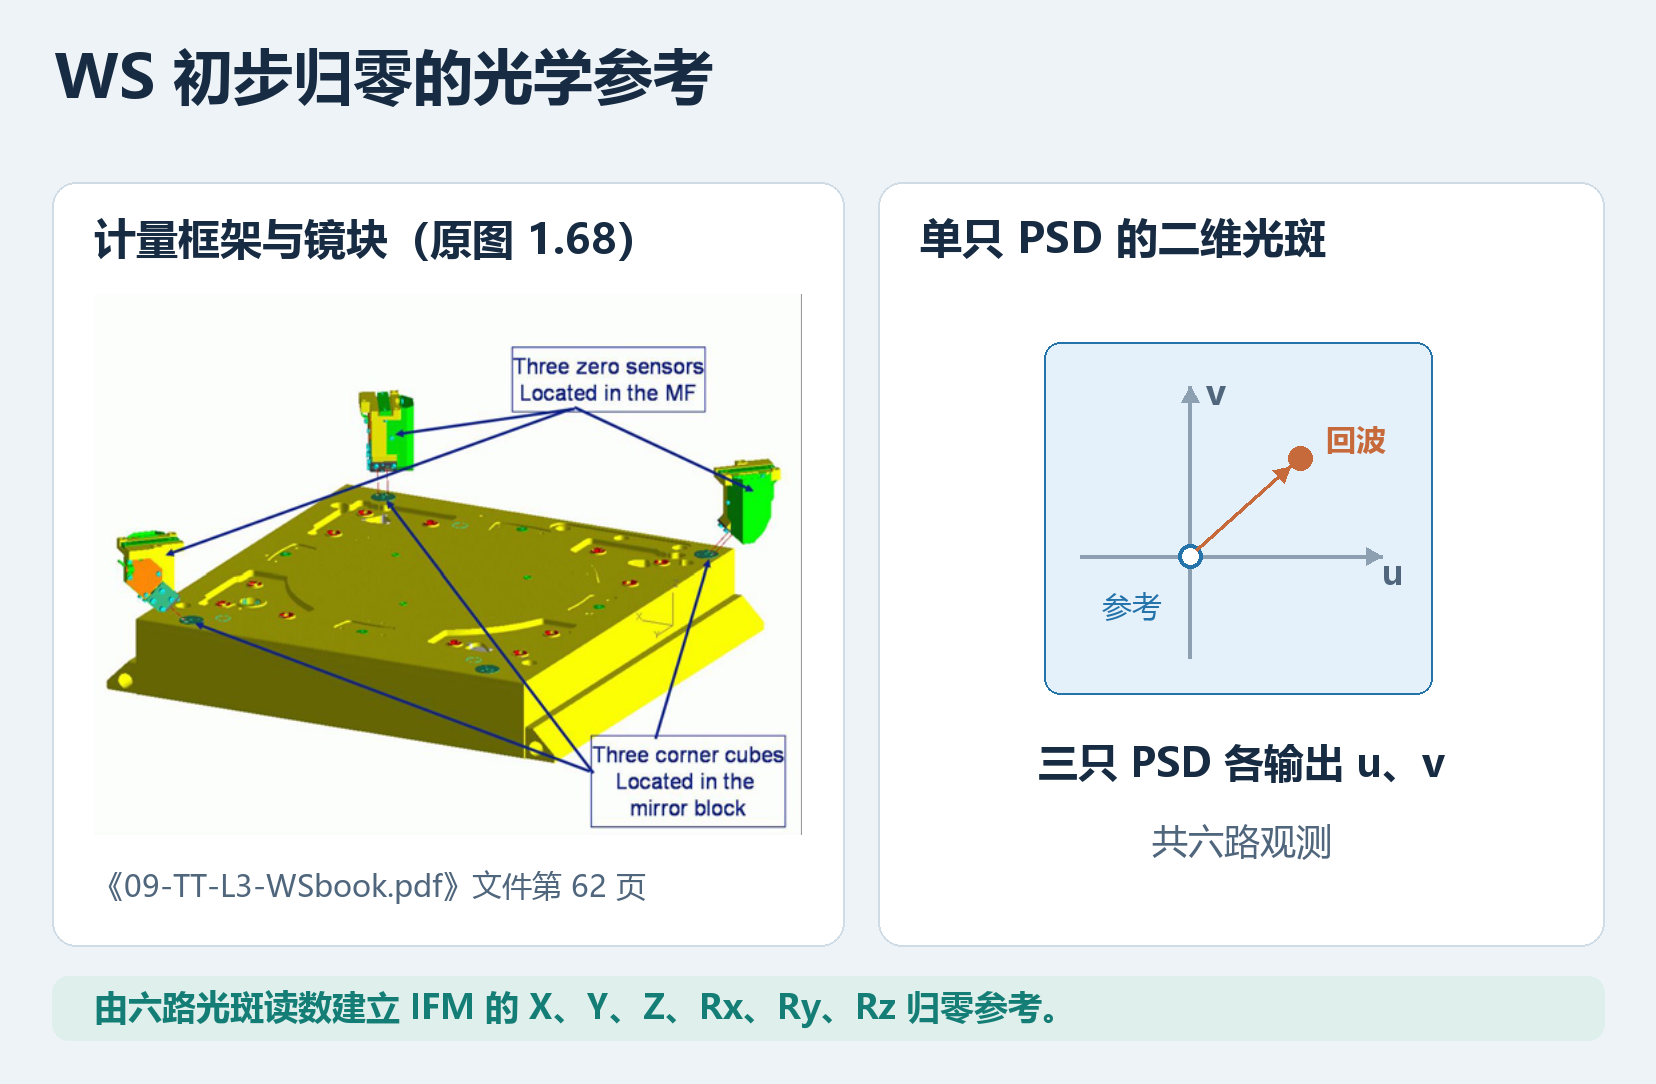 WS 初步归零的光学参考
计量框架与镜块（原图 1.68）
Three zero sensors
Located in the MF
X
Y
Three corner cubes
Located in the
mirror block
《09-TT-L3-WSbook.pdf》文件第 62 页
单只 PSD 的二维光斑
v
回波
u
参考
三只 PSD 各输出 u、v
共六路观测
由六路光斑读数建立 IFM 的 X、Y、Z、Rx、Ry、Rz 归零参考。